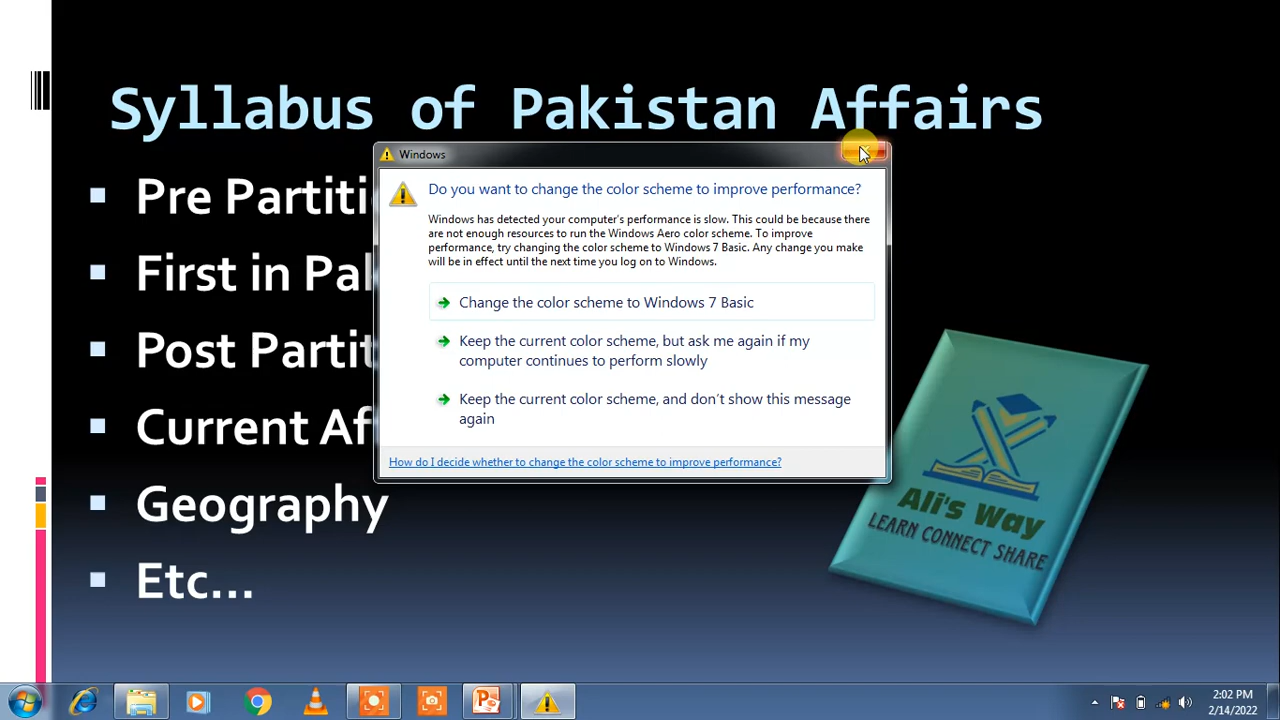 Syllabus of Pakistan Affairs
Windows
Do you want to change the color scheme to improve performance?
Windows has detected your computer's performance is slow. This could be because there
are not enough resources to run the Windows Aero color scheme. To improve
performance, try changing the color scheme to Windows 7 Basic. Any change you make
will be in effect until the next time you log on to Windows.
Change the color scheme to Windows 7 Basic
Keep the current color scheme, but ask me again if my
computer continues to perform slowly
Keep the current color scheme, and don't show this message
again
How do I decide whether to change the color scheme to improve performance?
Pre
First in
Post
Current
Geography
Etc...
Ali's Way
LEARN CONNECT SHARE
2:02 PM
2/14/2022